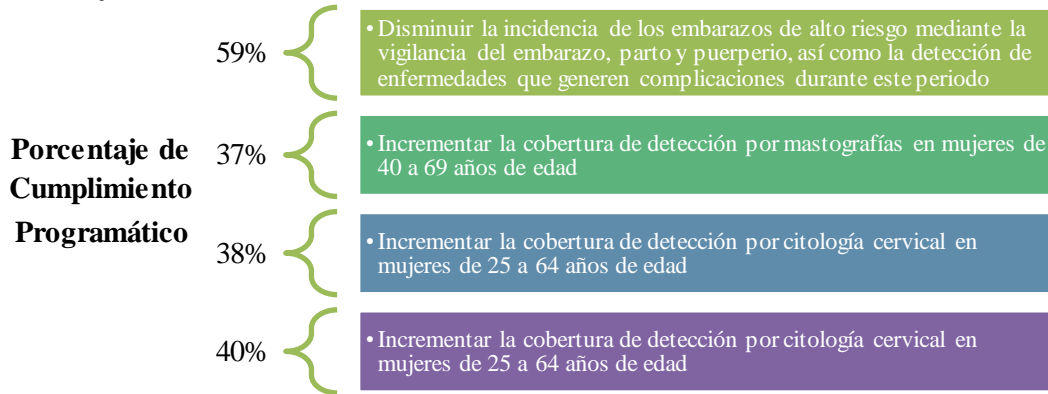 59%
• Disminuir la incidencia de los embarazos de alto riesgo mediante la
vigilancia del embarazo, parto y puerperio, así como la detección de
enfermedades que generen complicaciones durante este periodo
Porcentaje de
Cumplimiento
Programático
37%
• Incrementar la cobertura de detección por mastografías en mujeres de
40 a 69 años de edad
38%
• Incrementar la cobertura de detección por citología cervical en
mujeres de 25 a 64 años de edad
40%
• Incrementar la cobertura de detección por citología cervical en
mujeres de 25 a 64 años de edad